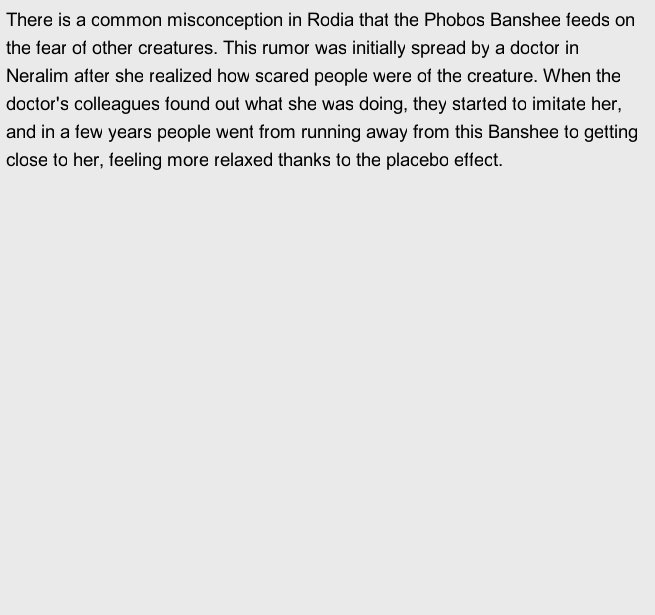 There is a common misconception in Rodia that the Phobos Banshee feeds on
the fear of other creatures. This rumor was initially spread by a doctor in
Neralim after she realized how scared people were of the creature. When the
doctor's colleagues found out what she was doing, they started to imitate her,
and in a few years people went from running away from this Banshee to getting
close to her, feeling more relaxed thanks to the placebo effect.